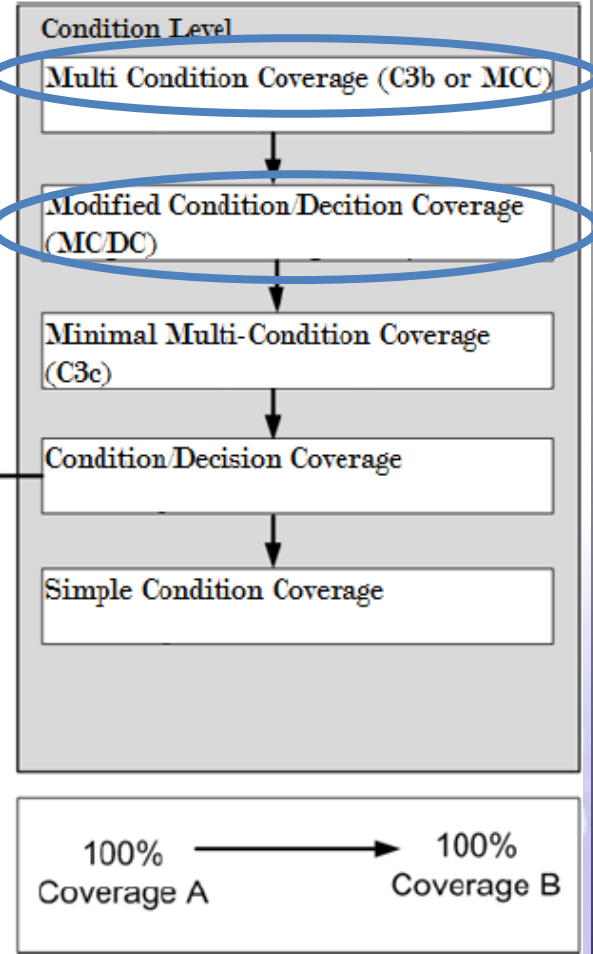 Condition Level
Multi Condition Coverage (C3b or MCC)
Modified Condition/Decition Coverage
(MC/DC)
Minimal Multi-Condition Coverage
(C3c)
Condition/Decision Coverage
Simple Condition Coverage
100%
Coverage A
100%
Coverage B